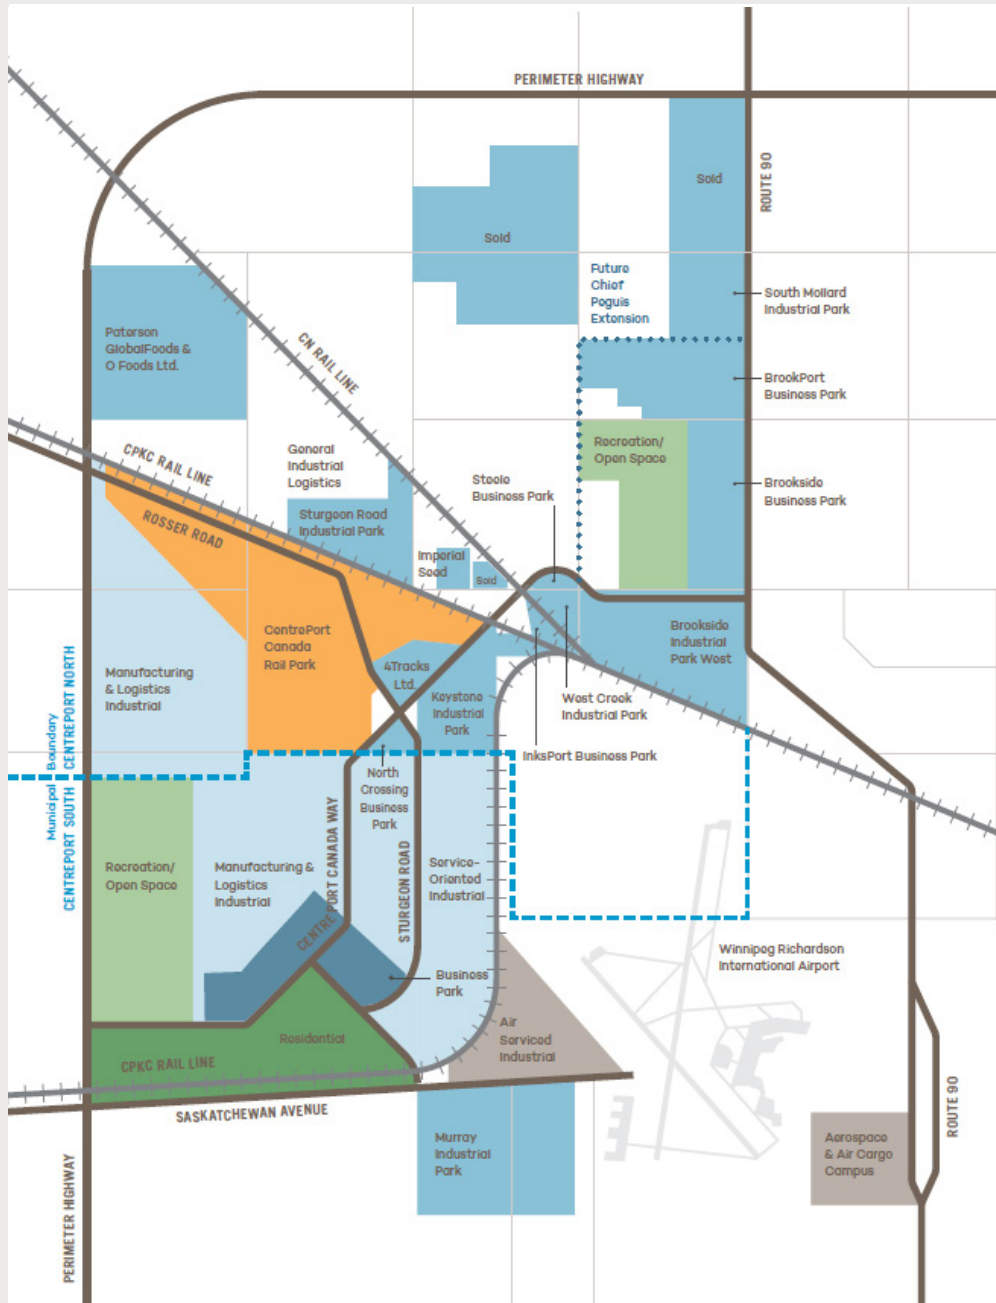 PERIMETER HIGHWAY
ROUTE 90
Sold
Sold
Future
Chief
Peguis
Extension
South Mollard
Industrial Park
Paterson
GlobalFoods &
O Foods Ltd.
CN RAIL LINE
BrookPort
Business Park
CPKC RAIL LINE
General
Industrial
Logistics
Recreation/
Open Space
Steele
Business Park
Brookside
Business Park
ROSSER ROAD
Sturgeon Road
Industrial Park
Imperial
Seed
Sold
CentrePort
Canada
Rail Park
Brookside
Industrial
Park West
4Tracks
Ltd.
Manufacturing
& Logistics
Industrial
Keystone
Industrial
Park
West Creek
Industrial Park
InksPort Business Park
Municipal Boundary
CENTREPORT NORTH
CENTREPORT SOUTH
North
Crossing
Business
Park
Recreation/
Open Space
Manufacturing &
Logistics
Industrial
CENTREPORT CANADA WAY
STURGEON ROAD
Service-
Oriented
Industrial
Winnipeg Richardson
International Airport
Business
Park
Air
Serviced
Industrial
Residential
CPKC RAIL LINE
SASKATCHEWAN AVENUE
ROUTE 90
Murray
Industrial
Park
Aerospace
& Air Cargo
Campus
PERIMETER HIGHWAY